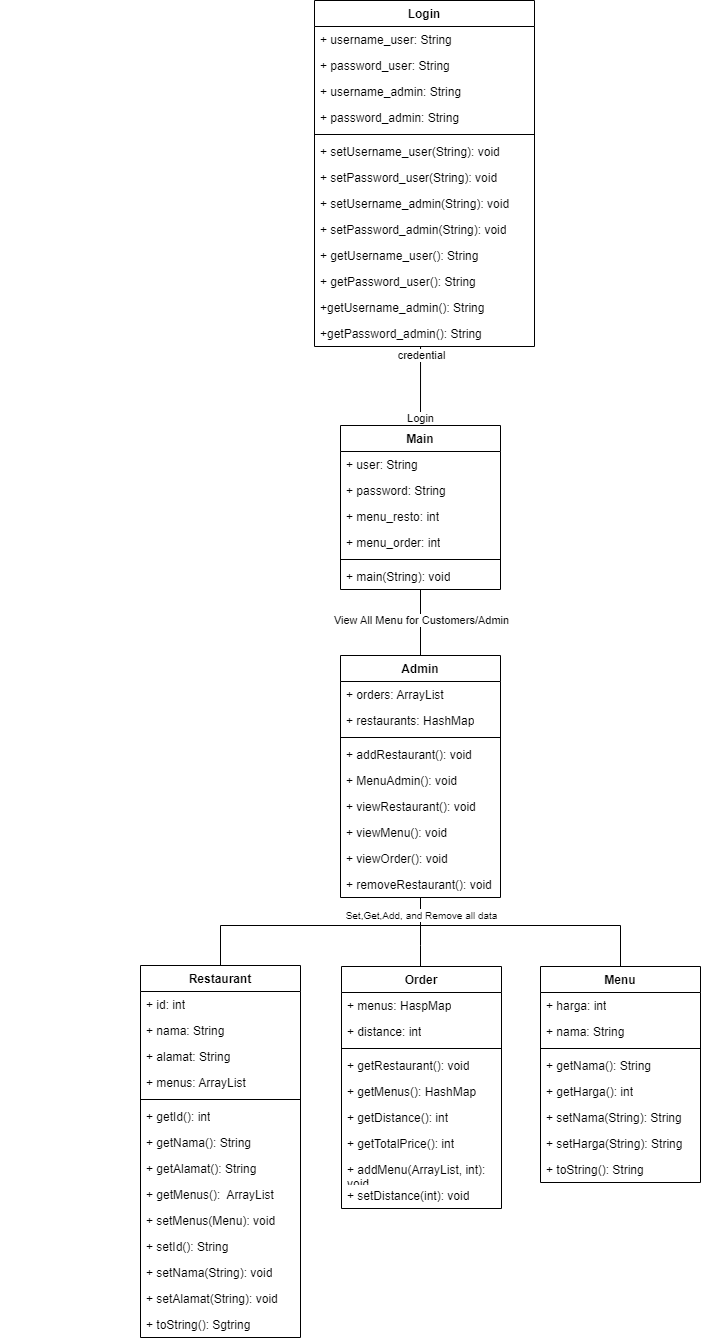 Login
+ username_user: String
+ password_user: String
+ username_admin: String
+ password_admin: String
+ setUsername_user(String): void
+ setPassword_user(String): void
+ setUsername_admin(String): void
+ setPassword_admin(String): void
+ getUsername_user(): String
+ getPassword_user(): String
+getUsername_admin(): String
+getPassword_admin(): String
credential
Login
Main
+ user: String
+ password: String
+ menu_resto: int
+ menu_order: int
+ main(String): void
View All Menu for Customers/Admin
Admin
+ orders: ArrayList
+ restaurants: HashMap
+ addRestaurant(): void
+ MenuAdmin(): void
+ viewRestaurant(): void
+ viewMenu(): void
+ viewOrder(): void
+ removeRestaurant(): void
Set,Get,Add, and Remove all data
Restaurant
+ id: int
+ nama: String
+ alamat: String
+ menus: ArrayList
+ getId(): int
+ getNama(): String
+ getAlamat(): String
+ getMenus():  ArrayList
+ setMenus(Menu): void
+ setId(): String
+ setNama(String): void
+ setAlamat(String): void
+ toString(): Sgtring
Order
+ menus: HaspMap
+ distance: int
+ getRestaurant(): void
+ getMenus(): HashMap
+ getDistance(): int
+ getTotalPrice(): int
+ addMenu(ArrayList, int):
void
+ setDistance(int): void
Menu
+ harga: int
+ nama: String
+ getNama(): String
+ getHarga(): int
+ setNama(String): String
+ setHarga(String): String
+ toString(): String